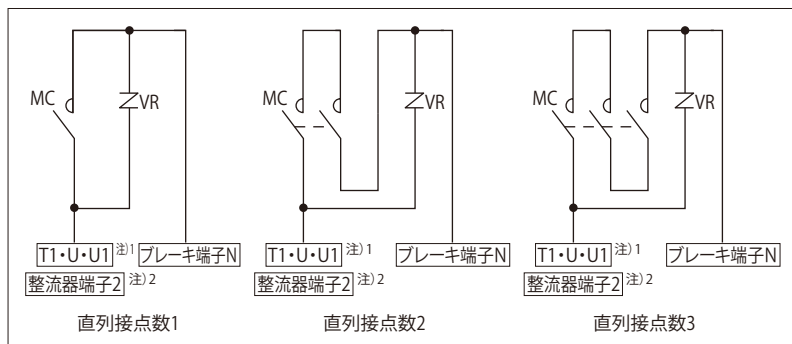 MC
VR
T1・U・U1 注)1
ブレーキ端子N
整流器端子2 注)2
直列接点数1
MC
VR
T1・U・U1 注)1
ブレーキ端子N
整流器端子2 注)2
直列接点数2
MC
VR
T1・U・U1 注)1
ブレーキ端子N
整流器端子2 注)2
直列接点数3